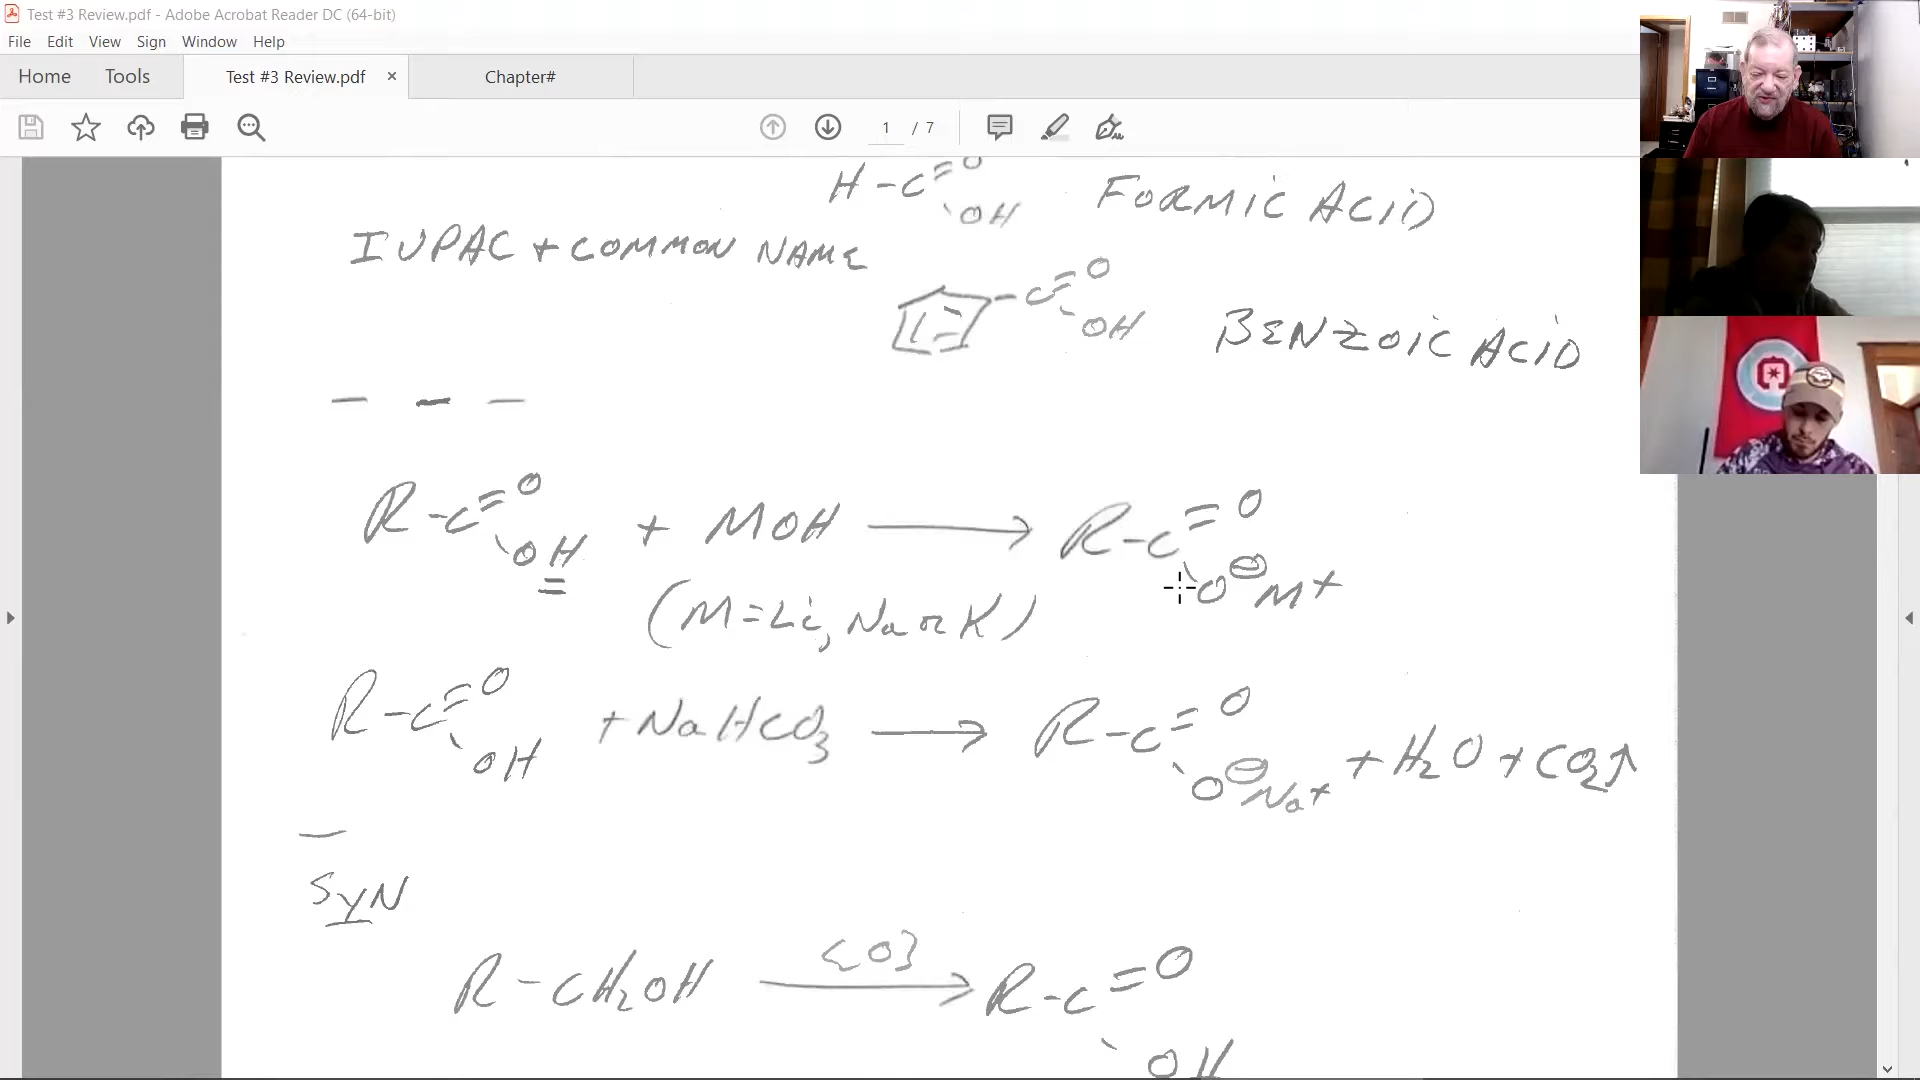 Test #3 Review.pdf - Adobe Acrobat Reader DC (64-bit)
File Edit View Sign Window Help
Home Tools Test #3 Review.pdf × Chapter#
1 / 7
H-C=O
OH
FORMIC ACID
IUPAC + COMMON NAME
-C=O
OH
BENZOIC ACID
R-C=O
OH
+ MOH → R-C=O
O⊖M+
(M=Li, Na or K)
R-C=O
OH
+NaHCO3 → R-C=O
O⊖Na+
+ H2O + CO2↑
SYN
R-CH2OH {O} → R-C=O
OH